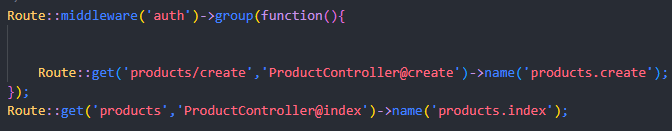 Route::middleware('auth')->group(function(){
Route::get('products/create','ProductController@create')->name('products.create');
});
Route::get('products','ProductController@index')->name('products.index');